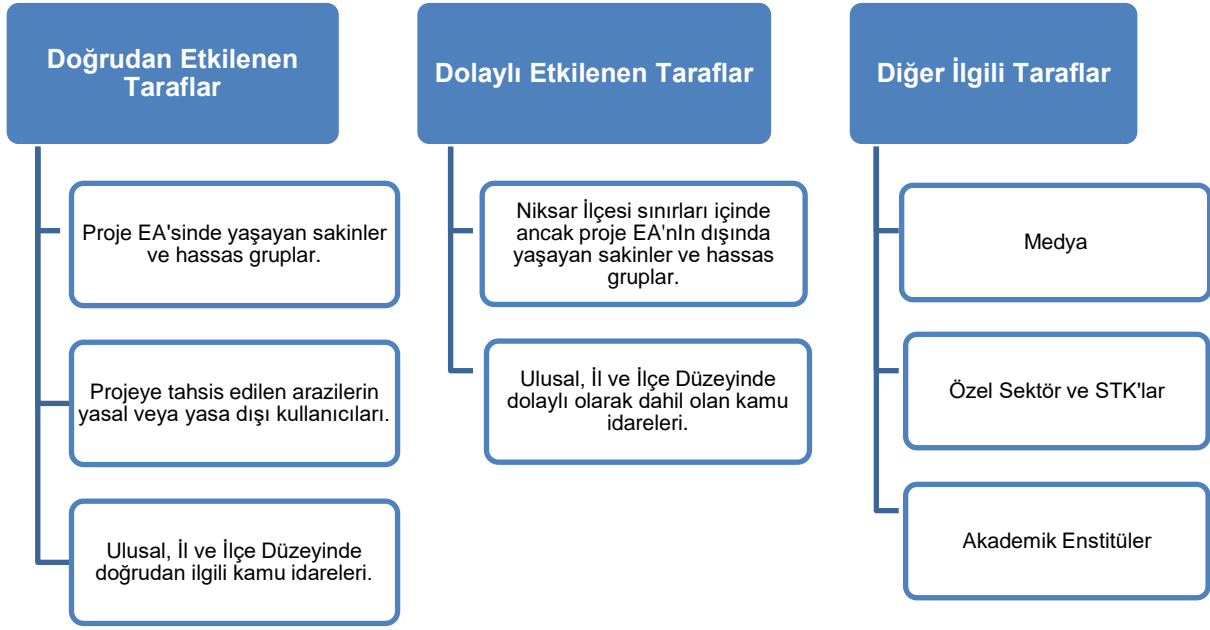 Doğrudan Etkilenen
Taraflar
Proje EA'sinde yaşayan sakinler
ve hassas gruplar.
Projeye tahsis edilen arazilerin
yasal veya yasa dışı kullanıcıları.
Ulusal, İl ve İlçe Düzeyinde
doğrudan ilgili kamu idareleri.
Dolaylı Etkilenen Taraflar
Niksar İlçesi sınırları içinde
ancak proje EA'nIn dışında
yaşayan sakinler ve hassas
gruplar.
Ulusal, İl ve İlçe Düzeyinde
dolaylı olarak dahil olan kamu
idareleri.
Diğer İlgili Taraflar
Medya
Özel Sektör ve STK'lar
Akademik Enstitüler